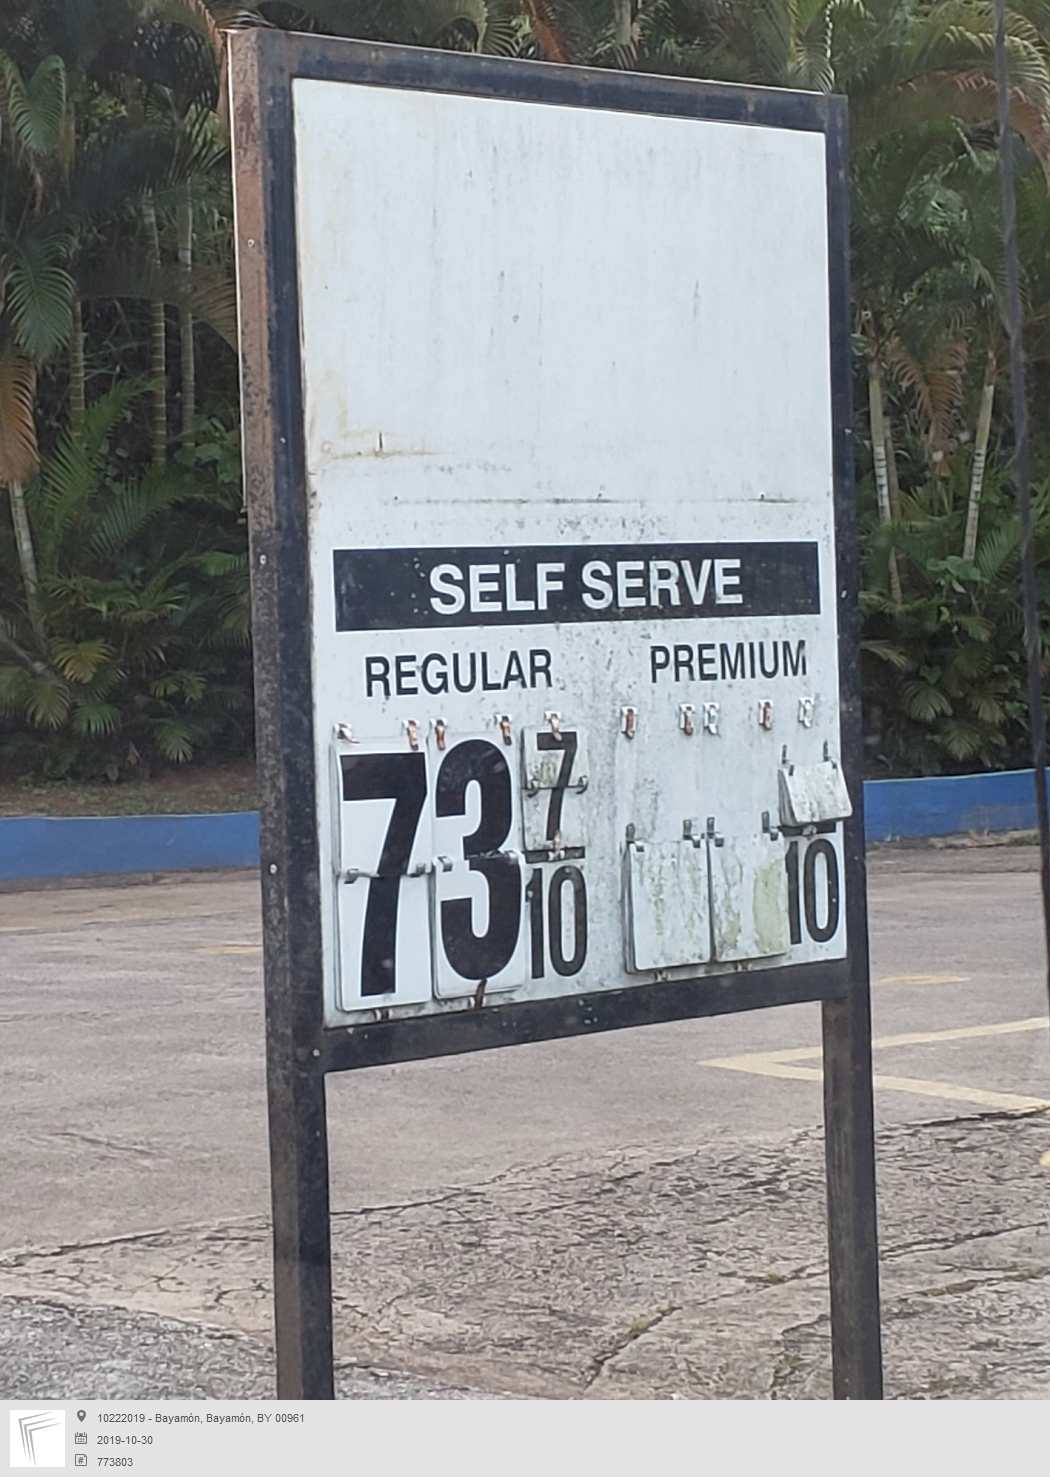 SELF SERVE
REGULAR PREMIUM
73 7/10
10
10222019 - Bayamón, Bayamón, BY 00961
2019-10-30
773803